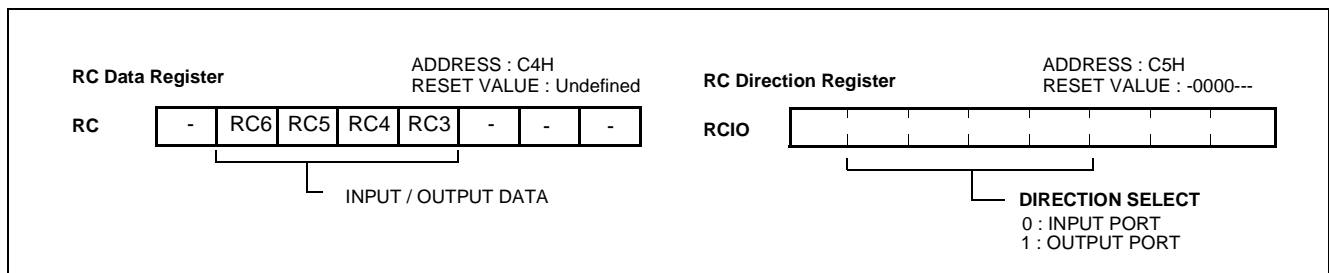 RC Data Register
ADDRESS : C4H
RESET VALUE : Undefined
RC
- RC6 RC5 RC4 RC3 - - -
INPUT / OUTPUT DATA
RC Direction Register
ADDRESS : C5H
RESET VALUE : -0000---
RCIO
DIRECTION SELECT
0 : INPUT PORT
1 : OUTPUT PORT